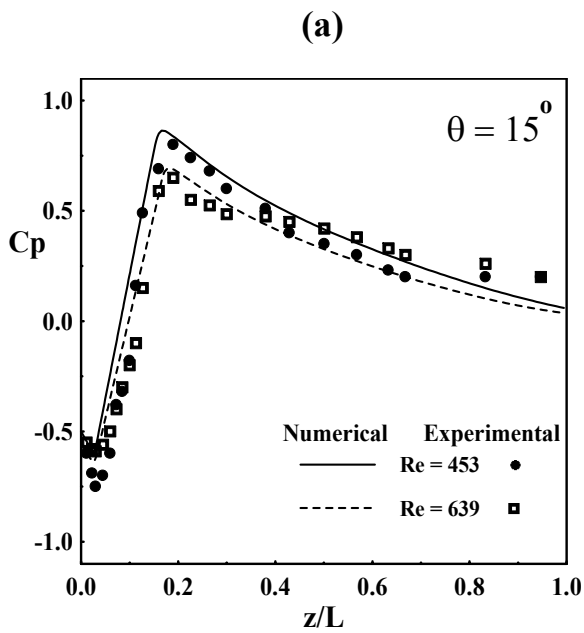 (a)
1.0
θ = 15°
0.5
Cp
0.0
Numerical Experimental
-0.5
Re = 453
Re = 639
-1.0
0.0 0.2 0.4 0.6 0.8 1.0
z/L